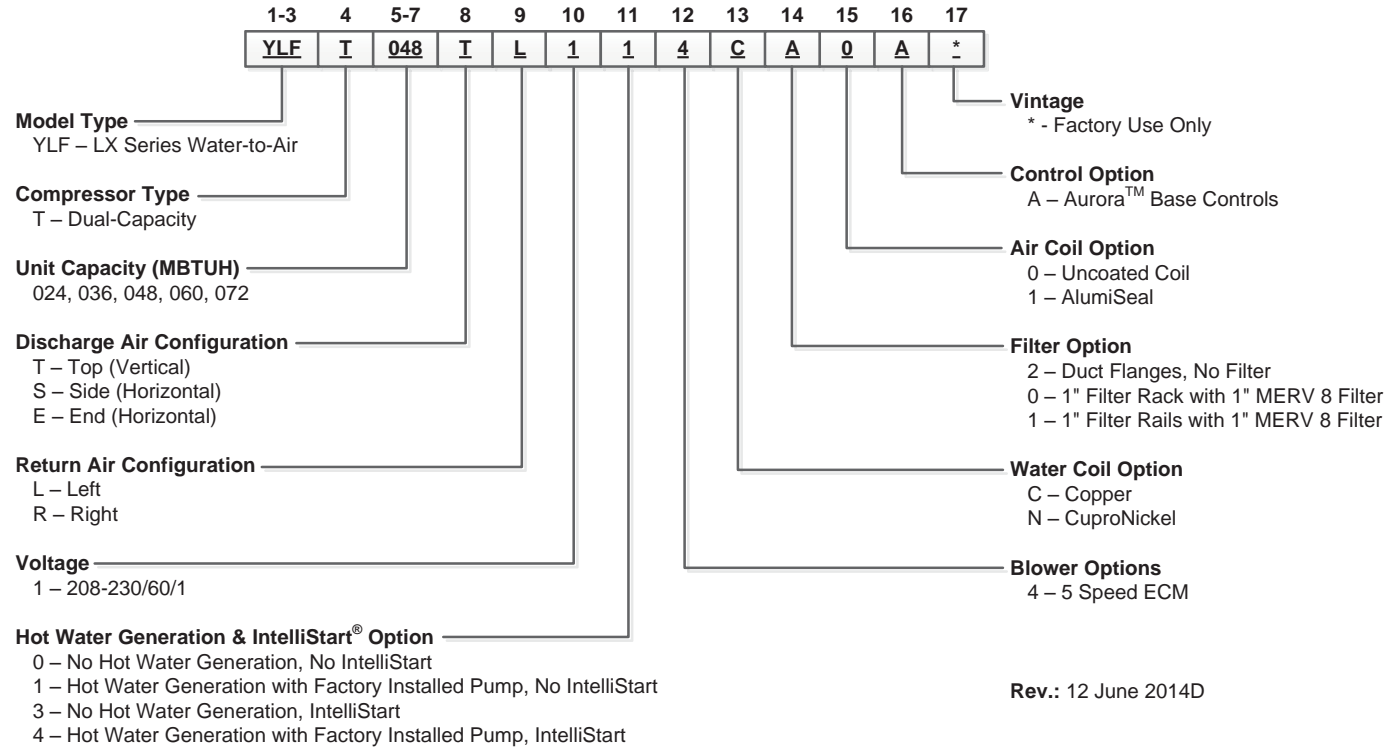 1-3 4 5-7 8 9 10 11 12 13 14 15 16 17
YLF T 048 T L 1 1 4 C A 0 A *
Model Type
YLF – LX Series Water-to-Air
Compressor Type
T – Dual-Capacity
Unit Capacity (MBTUH)
024, 036, 048, 060, 072
Discharge Air Configuration
T – Top (Vertical)
S – Side (Horizontal)
E – End (Horizontal)
Return Air Configuration
L – Left
R – Right
Voltage
1 – 208-230/60/1
Hot Water Generation & IntelliStart® Option
0 – No Hot Water Generation, No IntelliStart
1 – Hot Water Generation with Factory Installed Pump, No IntelliStart
3 – No Hot Water Generation, IntelliStart
4 – Hot Water Generation with Factory Installed Pump, IntelliStart
Vintage
* - Factory Use Only
Control Option
A – Aurora™ Base Controls
Air Coil Option
0 – Uncoated Coil
1 – AlumiSeal
Filter Option
2 – Duct Flanges, No Filter
0 – 1" Filter Rack with 1" MERV 8 Filter
1 – 1" Filter Rails with 1" MERV 8 Filter
Water Coil Option
C – Copper
N – CuproNickel
Blower Options
4 – 5 Speed ECM
Rev.: 12 June 2014D